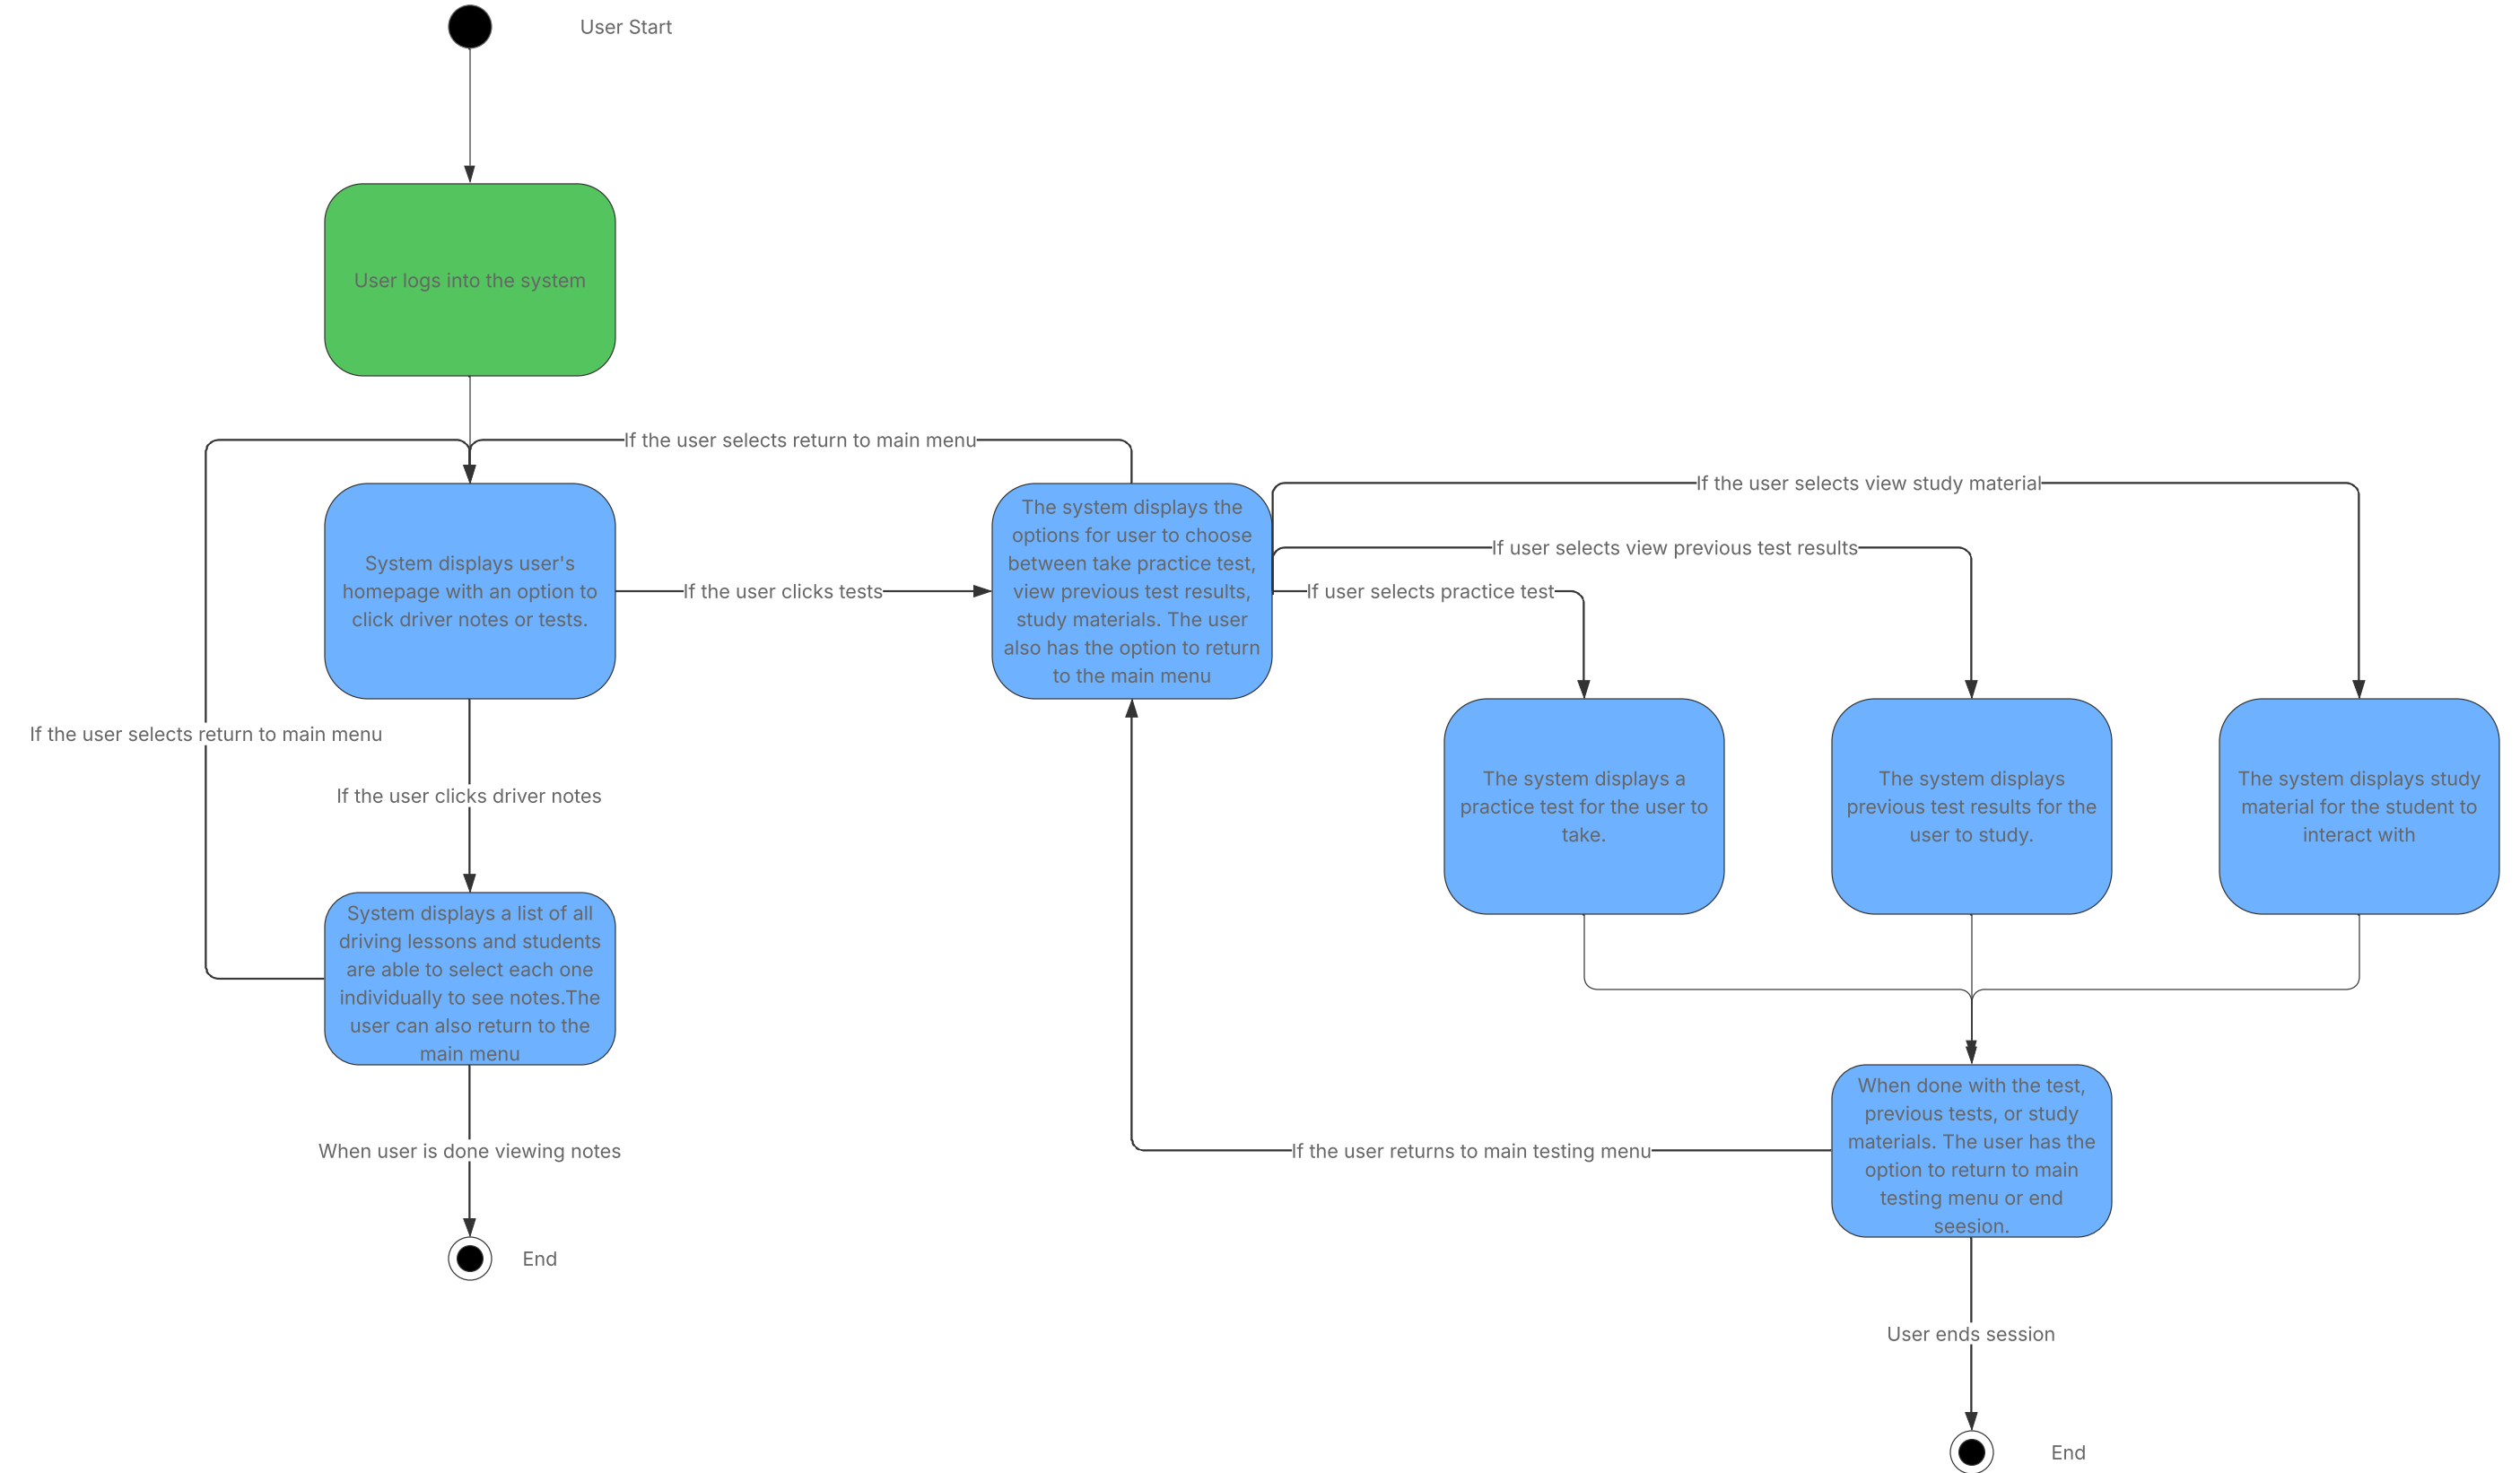 User Start
User logs into the system
If the user selects return to main menu
If the user selects view study material
System displays user's
homepage with an option to
click driver notes or tests.
If the user clicks tests
The system displays the
options for user to choose
between take practice test,
view previous test results,
study materials. The user
also has the option to return
to the main menu
If user selects view previous test results
If user selects practice test
If the user selects return to main menu
If the user clicks driver notes
The system displays a
practice test for the user to
take.
The system displays
previous test results for the
user to study.
The system displays study
material for the student to
interact with
System displays a list of all
driving lessons and students
are able to select each one
individually to see notes.The
user can also return to the
main menu
When user is done viewing notes
If the user returns to main testing menu
When done with the test,
previous tests, or study
materials. The user has the
option to return to main
testing menu or end
seesion.
End
User ends session
End